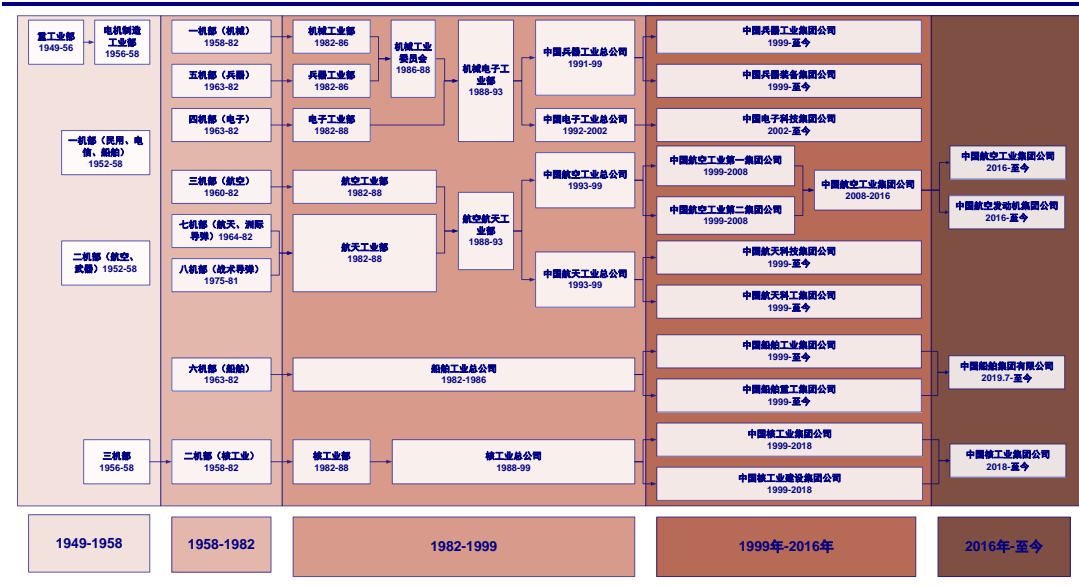 重工业部
1949-56
电机制造
工业部
1956-58
一机部（民用、电
信、船舶）
1952-58
二机部（航空、
武器）1952-58
三机部
1956-58
一机部（机械）
1958-82
五机部（兵器）
1963-82
四机部（电子）
1963-82
三机部（航空）
1960-82
七机部（航天、洲际
导弹）1964-82
八机部（战术导弹）
1975-81
六机部（船舶）
1963-82
二机部（核工业）
1958-82
机械工业部
1982-86
兵器工业部
1982-86
电子工业部
1982-88
机械工业
委员会
1986-88
机械电子工
业部
1988-93
中国兵器工业总公司
1991-99
中国电子工业总公司
1992-2002
航空工业部
1982-88
航天工业部
1982-88
航空航天工
业部
1988-93
中国航空工业总公司
1993-99
中国航天工业总公司
1993-99
船舶工业总公司
1982-1986
核工业部
1982-88
核工业总公司
1988-99
中国兵器工业集团公司
1999-至今
中国兵器装备集团公司
1999-至今
中国电子科技集团公司
2002-至今
中国航空工业第一集团公司
1999-2008
中国航空工业第二集团公司
1999-2008
中国航空工业集团公司
2008-2016
中国航天科技集团公司
1999-至今
中国航天科工集团公司
1999-至今
中国船舶工业集团公司
1999-至今
中国船舶重工集团公司
1999-至今
中国核工业集团公司
1999-2018
中国核工业建设集团公司
1999-2018
中国航空工业集团公司
2016-至今
中国航空发动机集团公司
2016-至今
中国船舶集团有限公司
2019.7-至今
中国核工业集团公司
2018-至今
1949-1958
1958-1982
1982-1999
1999年-2016年
2016年-至今